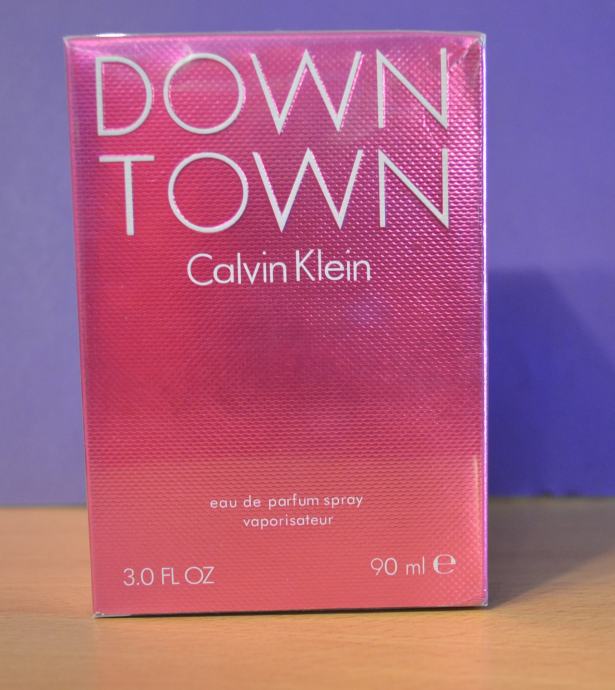 DOWN
TOWN
Calvin Klein
eau de parfum spray
vaporisateur
3.0 FL OZ 90 ml ℮